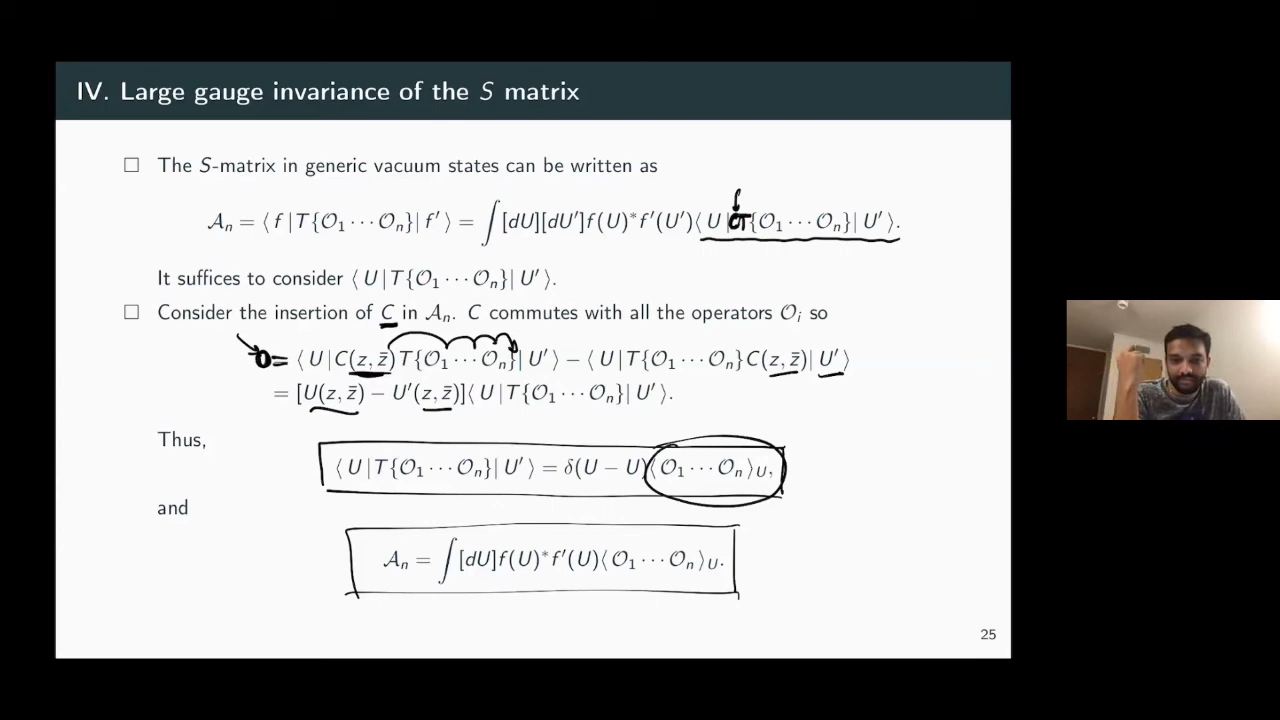 IV. Large gauge invariance of the S matrix
☐ The S-matrix in generic vacuum states can be written as
𝒜ₙ = ⟨ f |T{𝒪₁ ⋯ 𝒪ₙ}| f′ ⟩ = ∫[dU][dU′]f(U)*f′(U′)⟨ U |T{𝒪₁ ⋯ 𝒪ₙ}| U′ ⟩.
It suffices to consider ⟨ U |T{𝒪₁ ⋯ 𝒪ₙ}| U′ ⟩.
☐ Consider the insertion of C in 𝒜ₙ. C commutes with all the operators 𝒪ᵢ so
0 = ⟨ U |C(z, z̄)T{𝒪₁ ⋯ 𝒪ₙ}| U′ ⟩ − ⟨ U |T{𝒪₁ ⋯ 𝒪ₙ}C(z, z̄)| U′ ⟩
= [U(z, z̄) − U′(z, z̄)]⟨ U |T{𝒪₁ ⋯ 𝒪ₙ}| U′ ⟩.
Thus,
⟨ U |T{𝒪₁ ⋯ 𝒪ₙ}| U′ ⟩ = δ(U − U)⟨ 𝒪₁ ⋯ 𝒪ₙ ⟩_U,
and
𝒜ₙ = ∫[dU]f(U)*f′(U)⟨ 𝒪₁ ⋯ 𝒪ₙ ⟩_U.
25